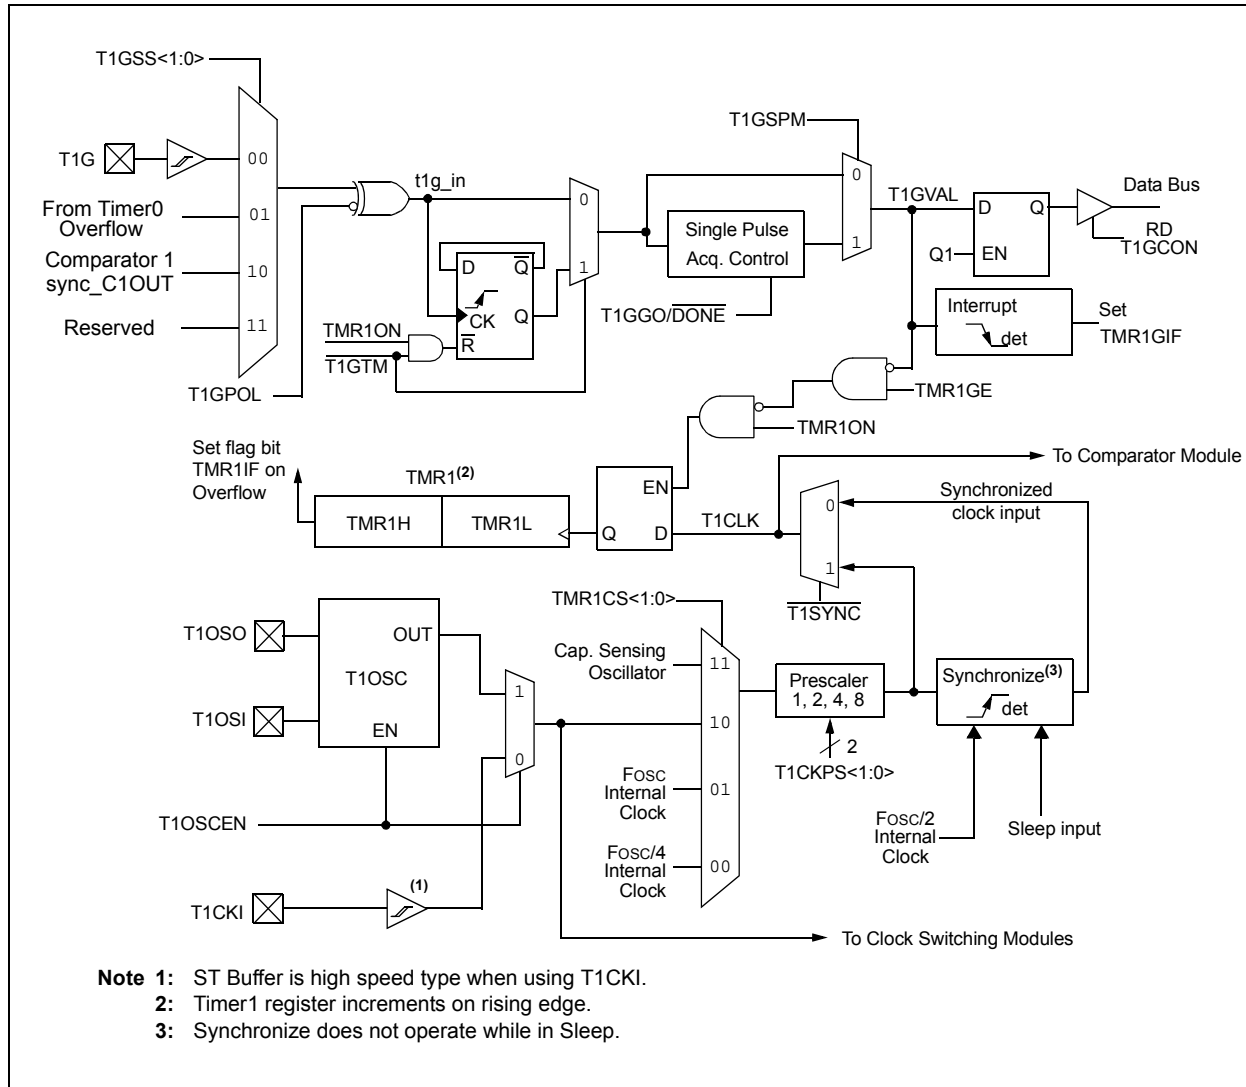 T1GSS<1:0>
T1G
00
From Timer0
Overflow
01
Comparator 1
sync_C1OUT
10
Reserved
11
T1GPOL
t1g_in
D
Q
CK
Q
R
TMR1ON
T1GTM
0
1
Single Pulse
Acq. Control
T1GGO/DONE
T1GSPM
0
1
T1GVAL
D
Q
Q1
EN
Data Bus
RD
T1GCON
Interrupt
det
Set
TMR1GIF
TMR1GE
TMR1ON
Set flag bit
TMR1IF on
Overflow
TMR1(2)
TMR1H
TMR1L
EN
Q
D
T1CLK
To Comparator Module
0
1
Synchronized
clock input
T1SYNC
T1OSO
T1OSI
OUT
T1OSC
EN
1
0
T1OSCEN
T1CKI
(1)
TMR1CS<1:0>
Cap. Sensing
Oscillator
11
10
FOSC
Internal
Clock
01
FOSC/4
Internal
Clock
00
Prescaler
1, 2, 4, 8
2
T1CKPS<1:0>
Synchronize(3)
det
FOSC/2
Internal
Clock
Sleep input
To Clock Switching Modules
Note 1: ST Buffer is high speed type when using T1CKI.
2: Timer1 register increments on rising edge.
3: Synchronize does not operate while in Sleep.